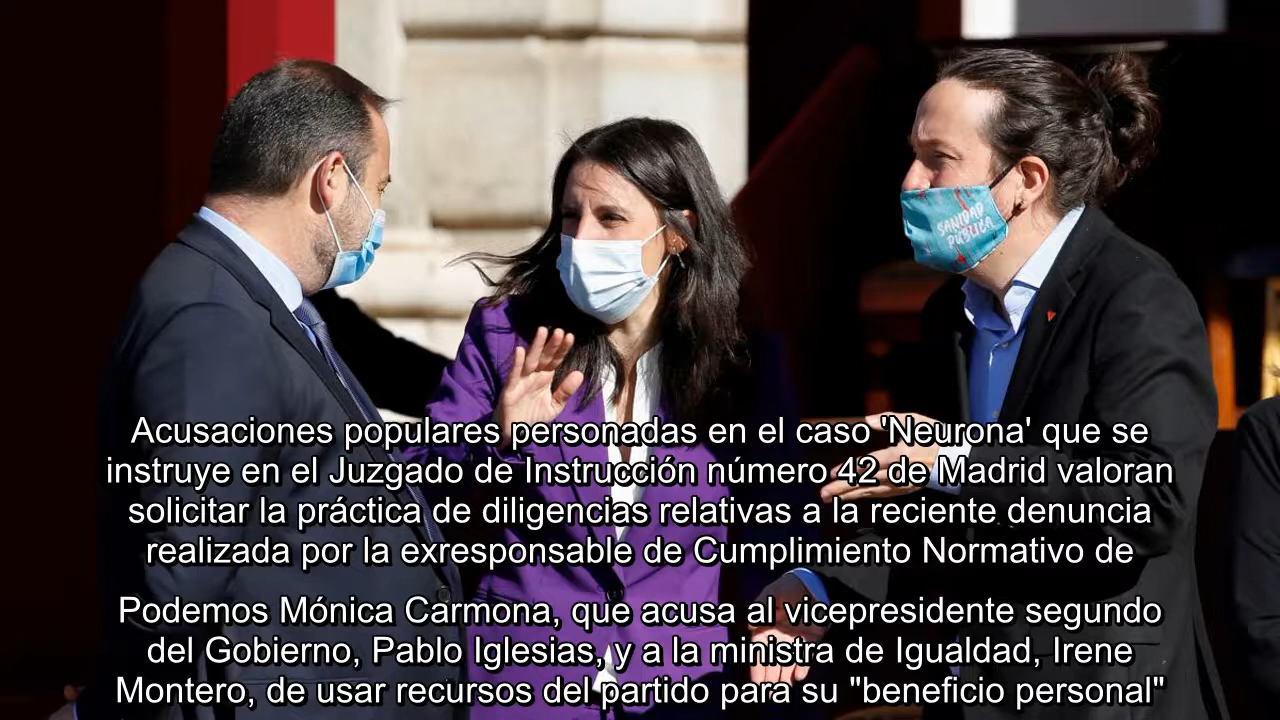 SANIDAD
PÚBLICA
Acusaciones populares personadas en el caso 'Neurona' que se
instruye en el Juzgado de Instrucción número 42 de Madrid valoran
solicitar la práctica de diligencias relativas a la reciente denuncia
realizada por la exresponsable de Cumplimiento Normativo de
Podemos Mónica Carmona, que acusa al vicepresidente segundo
del Gobierno, Pablo Iglesias, y a la ministra de Igualdad, Irene
Montero, de usar recursos del partido para su "beneficio personal"